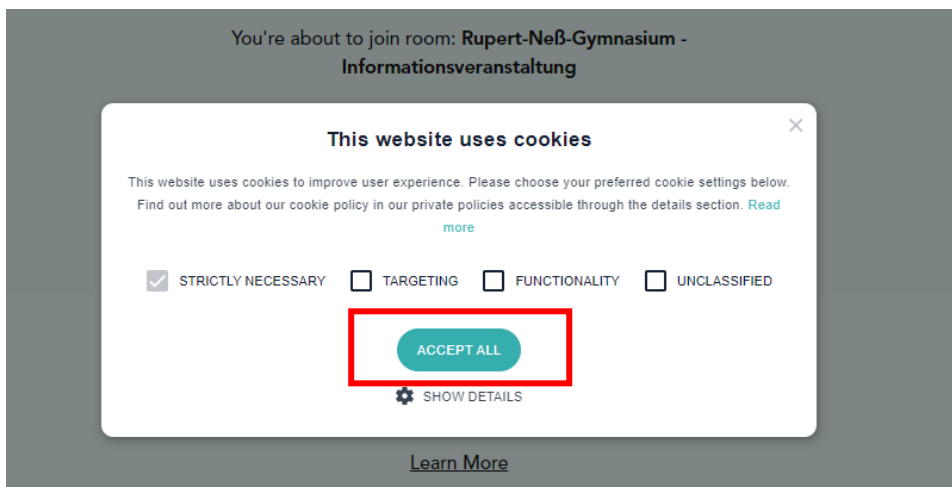 You're about to join room: Rupert-Neß-Gymnasium -
Informationsveranstaltung
This website uses cookies
This website uses cookies to improve user experience. Please choose your preferred cookie settings below.
Find out more about our cookie policy in our private policies accessible through the details section. Read
more
STRICTLY NECESSARY TARGETING FUNCTIONALITY UNCLASSIFIED
ACCEPT ALL
SHOW DETAILS
Learn More